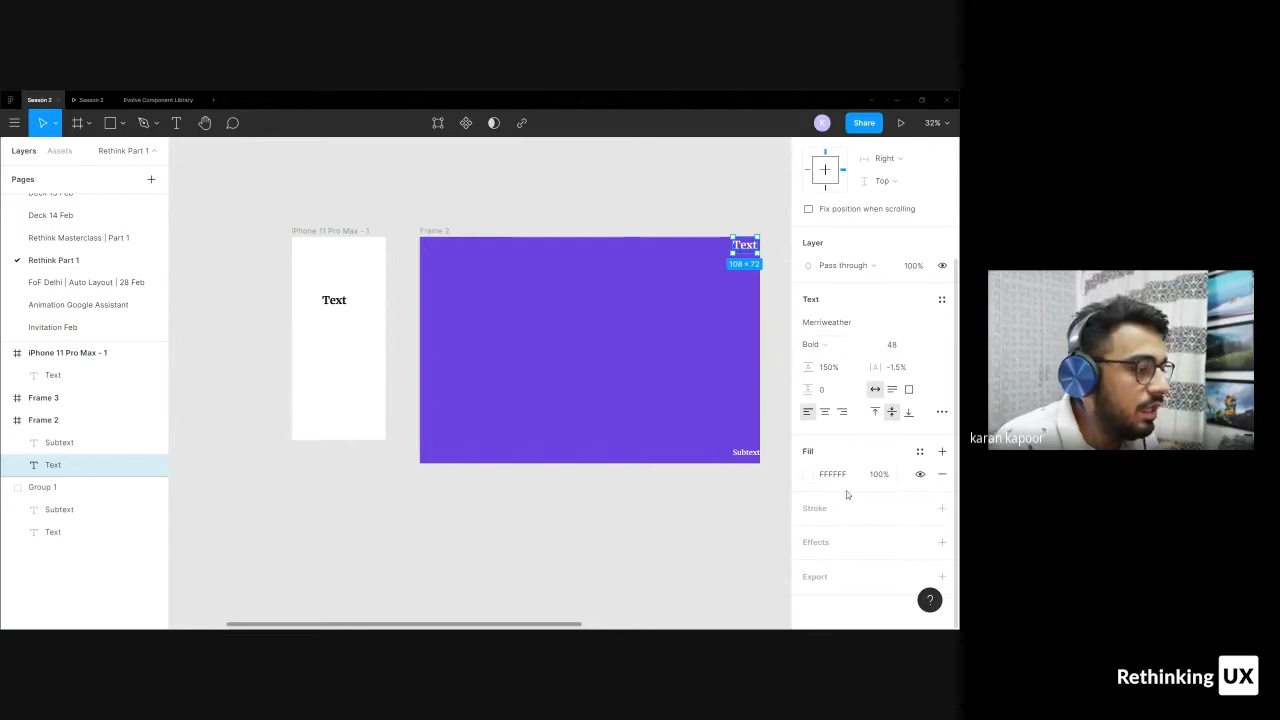 Season 2
Season 2
Evolve Component Library
K
Share
32%
Layers
Assets
Rethink Part 1
Pages
Deck 14 Feb
Rethink Masterclass | Part 1
Rethink Part 1
FoF Delhi | Auto Layout | 28 Feb
Animation Google Assistant
Invitation Feb
iPhone 11 Pro Max - 1
Text
Frame 3
Frame 2
Subtext
Text
Group 1
Subtext
Text
iPhone 11 Pro Max - 1
Text
Frame 2
Text
108 × 72
Subtext
Right
Top
Fix position when scrolling
Layer
Pass through
100%
Text
Merriweather
Bold
48
150%
-1.5%
0
Fill
FFFFFF
100%
Stroke
Effects
Export
?
karan kapoor
Rethinking UX